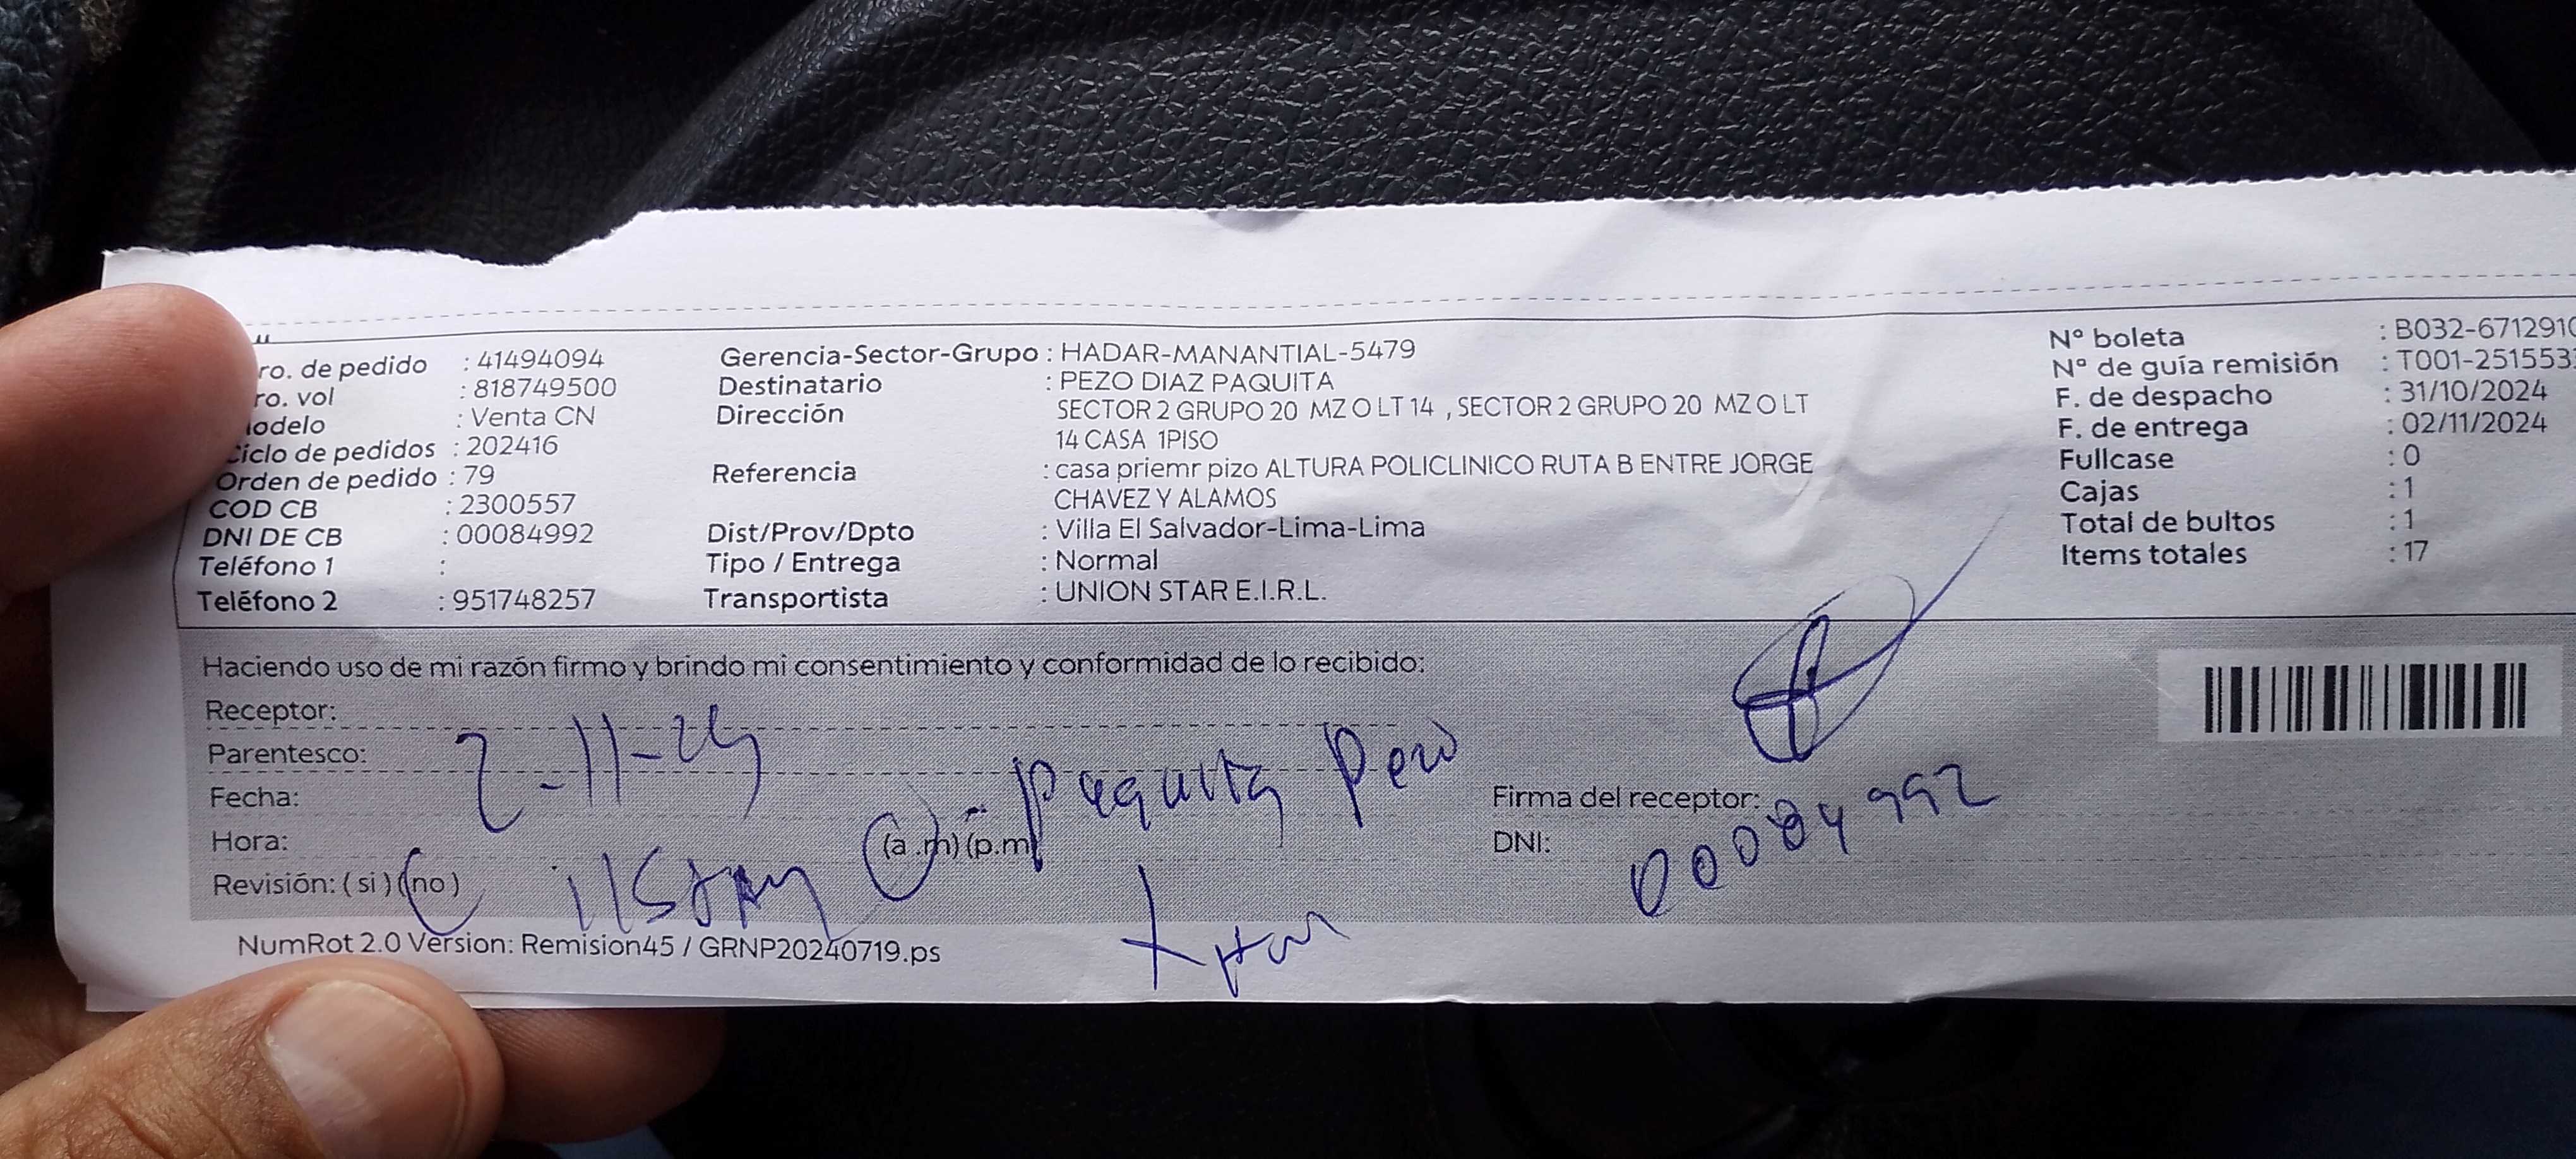 ro. de pedido : 41494094
ro. vol : 818749500
odelo : Venta CN
Ciclo de pedidos : 202416
Orden de pedido : 79
COD CB : 2300557
DNI DE CB : 00084992
Teléfono 1 :
Teléfono 2 : 951748257
Gerencia-Sector-Grupo : HADAR-MANANTIAL-5479
Destinatario : PEZO DIAZ PAQUITA
Dirección SECTOR 2 GRUPO 20 MZ O LT 14 , SECTOR 2 GRUPO 20 MZ O LT
14 CASA 1PISO
Referencia : casa priemr pizo ALTURA POLICLINICO RUTA B ENTRE JORGE
CHAVEZ Y ALAMOS
Dist/Prov/Dpto : Villa El Salvador-Lima-Lima
Tipo / Entrega : Normal
Transportista : UNION STAR E.I.R.L.
Nº boleta : B032-671291
Nº de guía remisión : T001-251553
F. de despacho : 31/10/2024
F. de entrega : 02/11/2024
Fullcase : 0
Cajas : 1
Total de bultos : 1
Items totales : 17
Haciendo uso de mi razón firmo y brindo mi consentimiento y conformidad de lo recibido:
Receptor:
Parentesco:
Fecha: 2-11-24
Paquita Pezo
Hora: (a .m) (p.m
Revisión: ( si ) ( no )
Firma del receptor:
DNI: 00084992
NumRot 2.0 Version: Remision45 / GRNP20240719.ps